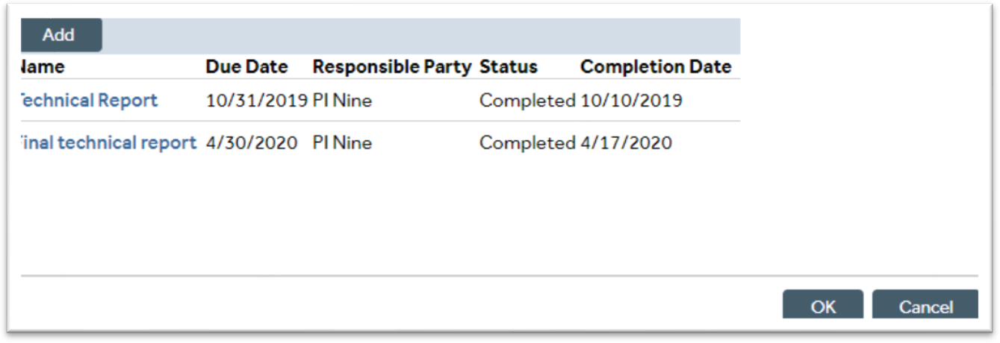 Add
Name Due Date Responsible Party Status Completion Date
Technical Report 10/31/2019 PI Nine Completed 10/10/2019
Final technical report 4/30/2020 PI Nine Completed 4/17/2020
OK Cancel